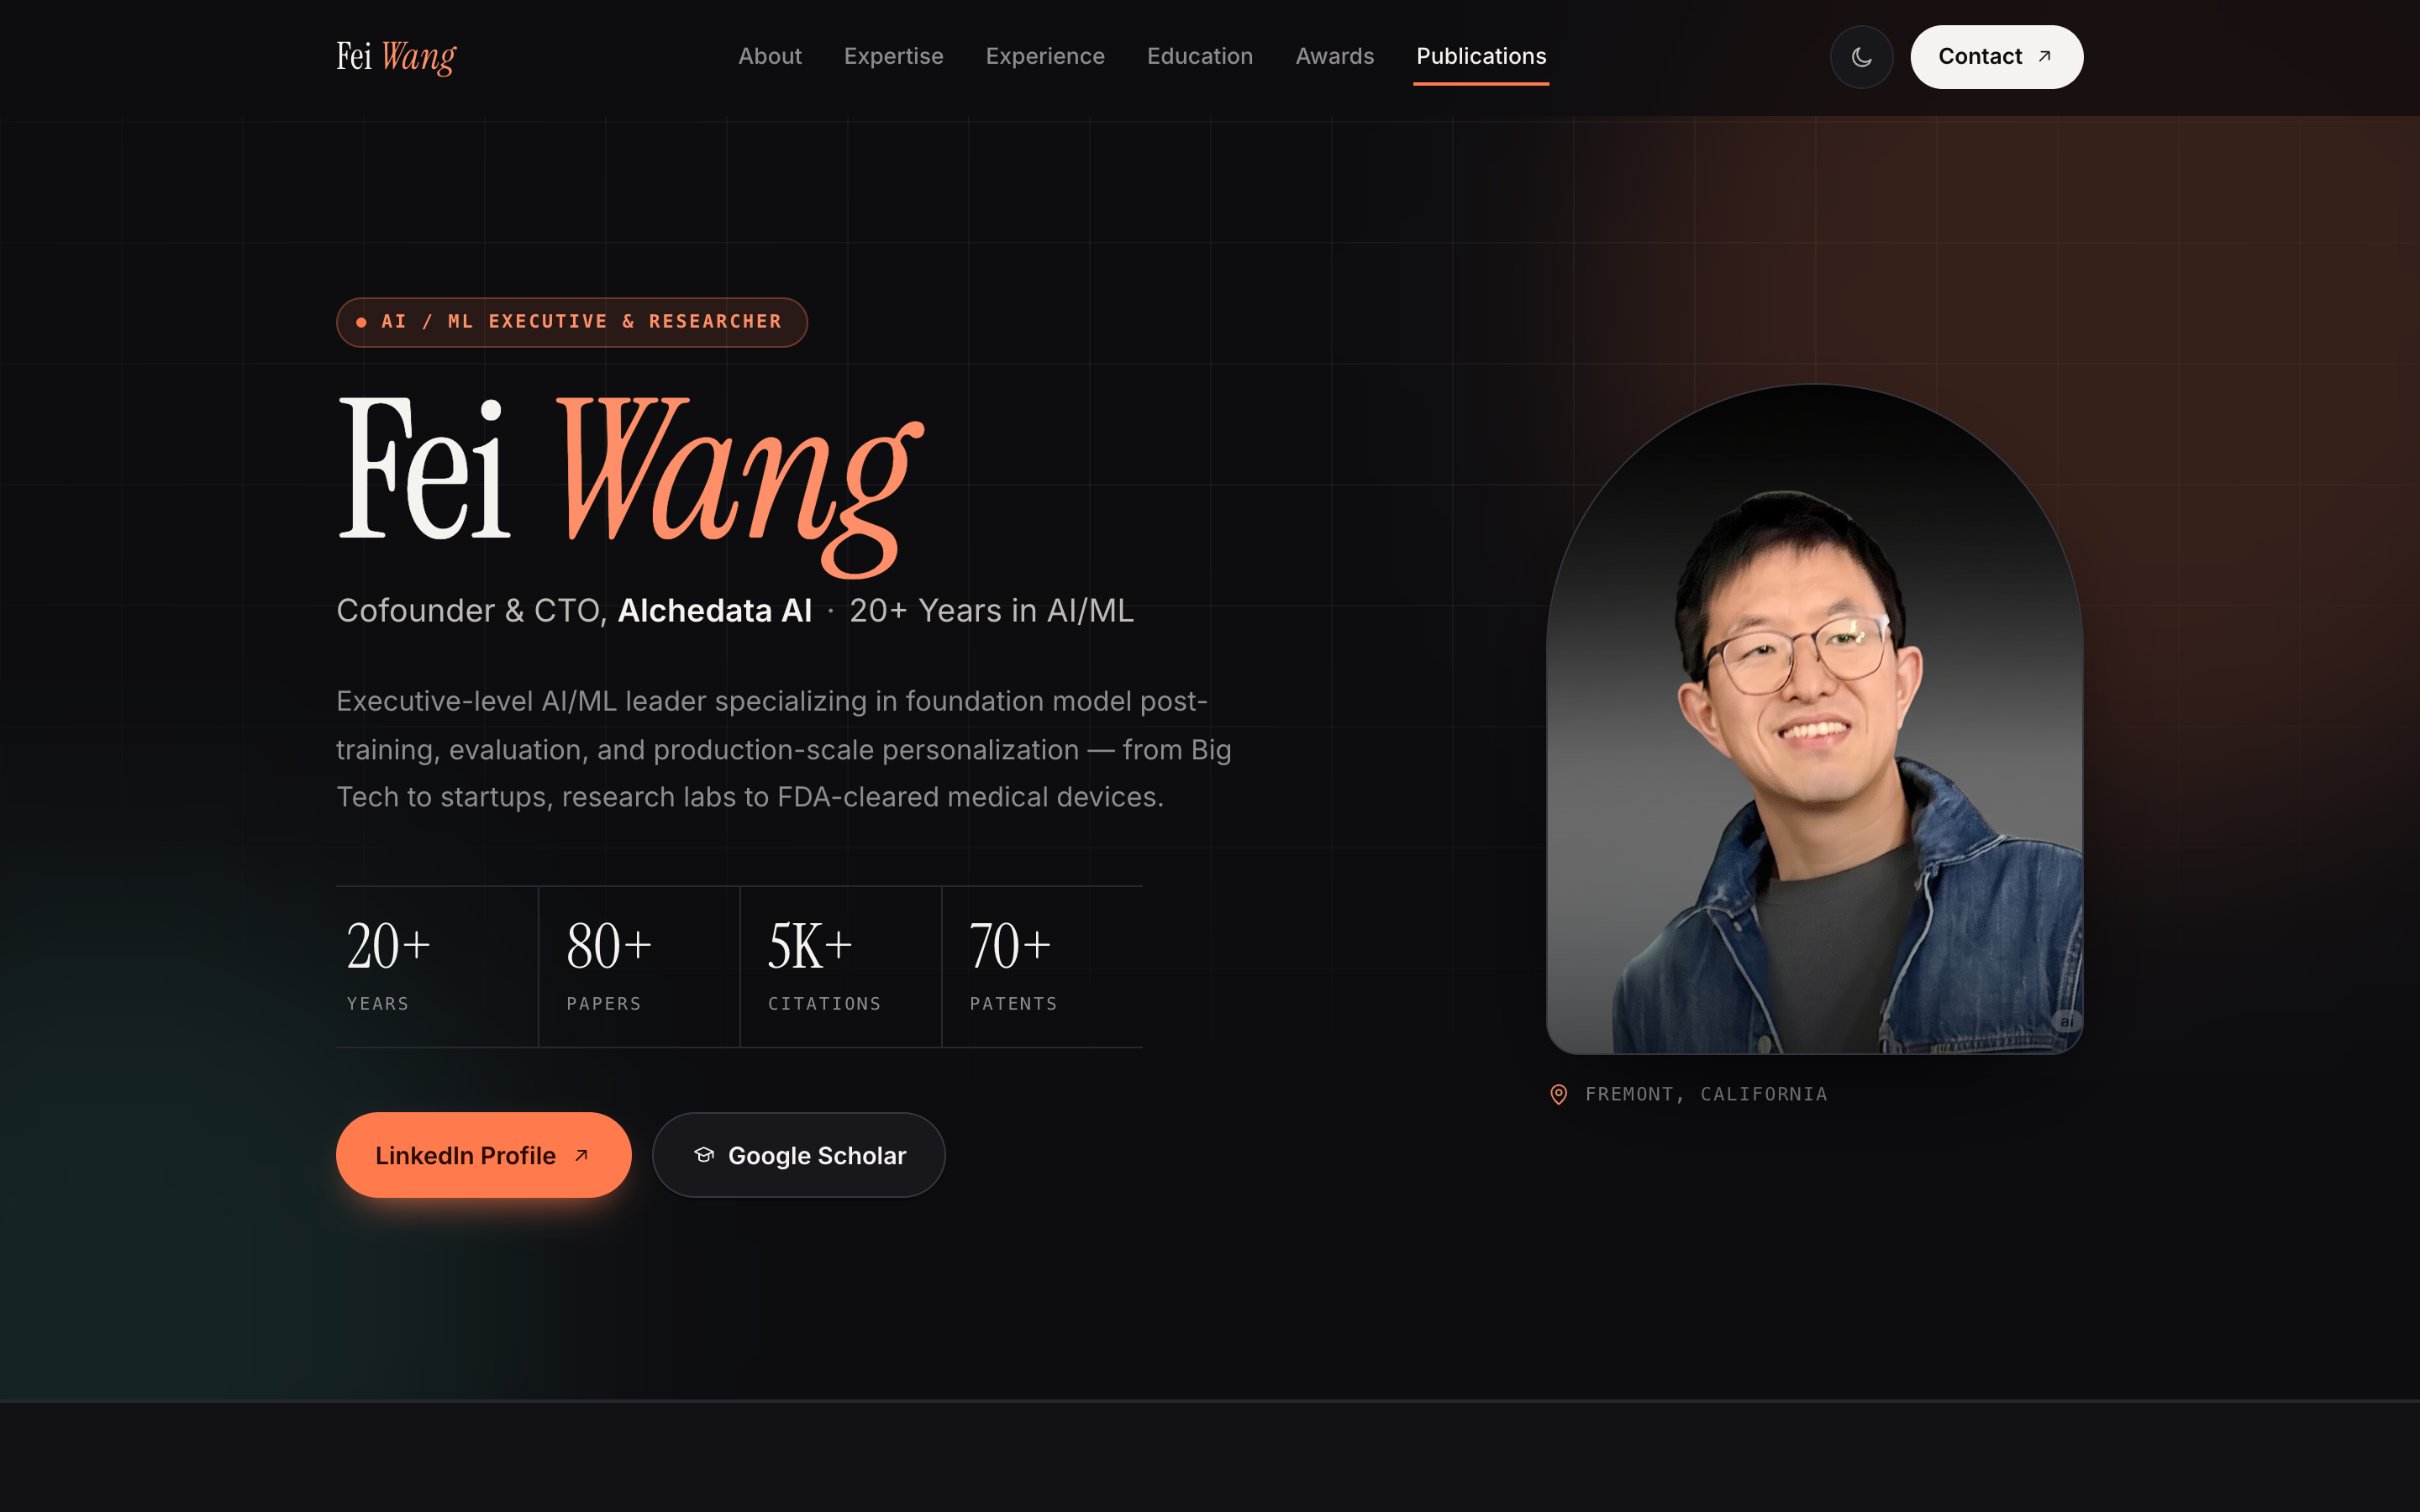 Fei Wang
About Expertise Experience Education Awards Publications
Contact
AI / ML EXECUTIVE & RESEARCHER
Fei Wang
Cofounder & CTO, Alchedata AI · 20+ Years in AI/ML
Executive-level AI/ML leader specializing in foundation model post-
training, evaluation, and production-scale personalization — from Big
Tech to startups, research labs to FDA-cleared medical devices.
20+ 80+ 5K+ 70+
YEARS PAPERS CITATIONS PATENTS
ai
FREMONT, CALIFORNIA
LinkedIn Profile Google Scholar